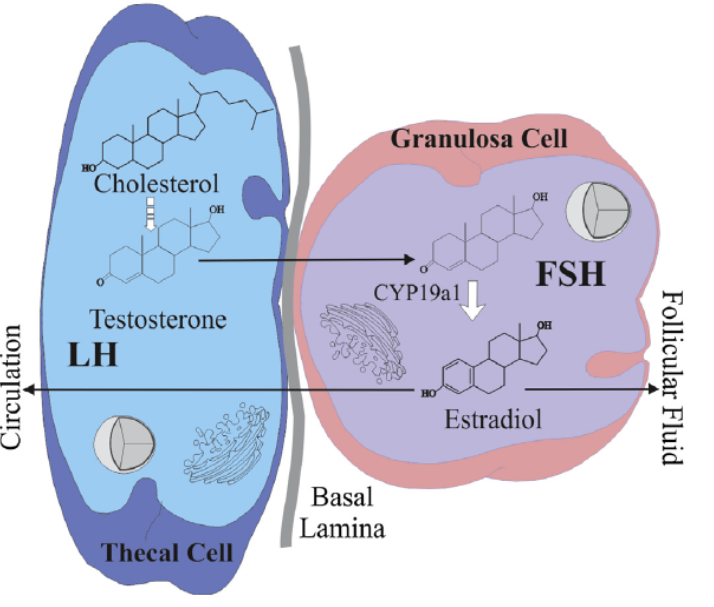 Granulosa Cell
HO
Cholesterol
OH
O
Testosterone
LH
OH
O
FSH
CYP19a1
OH
HO
Estradiol
Circulation
Follicular Fluid
Basal
Lamina
Thecal Cell